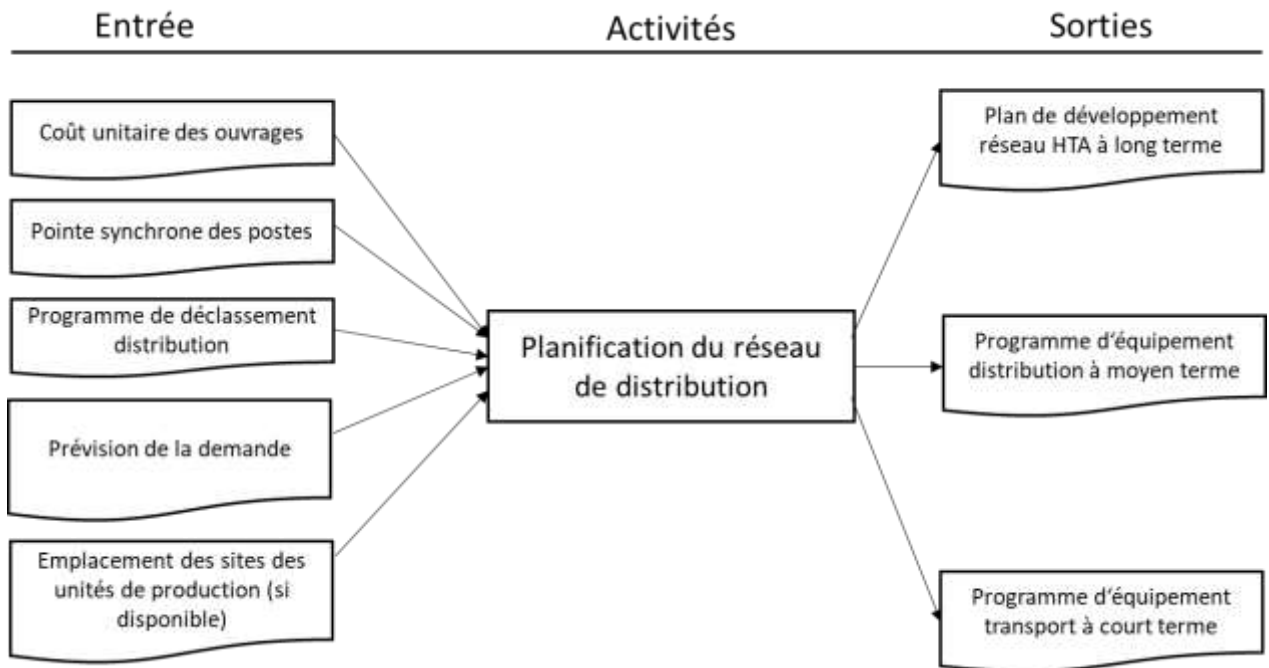 Entrée
Activités
Sorties
Coût unitaire des ouvrages
Pointe synchrone des postes
Programme de déclassement
distribution
Prévision de la demande
Emplacement des sites des
unités de production (si
disponible)
Planification du réseau
de distribution
Plan de développement
réseau HTA à long terme
Programme d‘équipement
distribution à moyen terme
Programme d‘équipement
transport à court terme